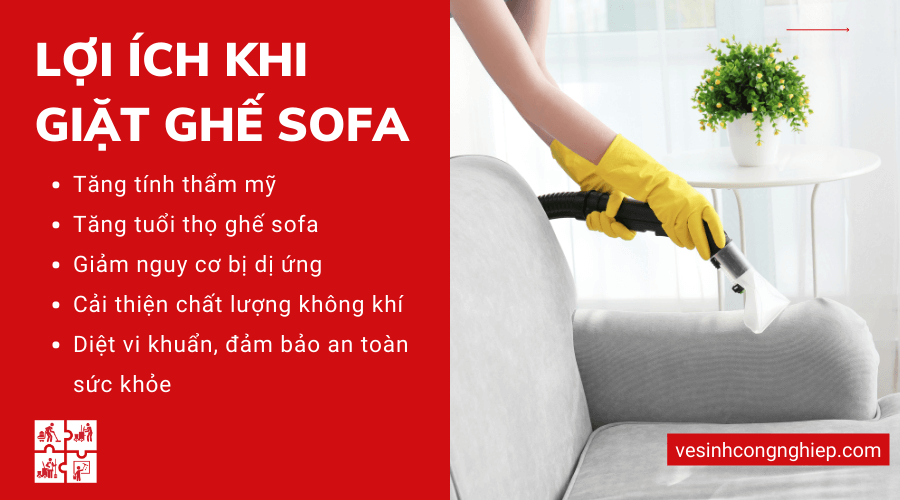 LỢI ÍCH KHI
GIẶT GHẾ SOFA
• Tăng tính thẩm mỹ
• Tăng tuổi thọ ghế sofa
• Giảm nguy cơ bị dị ứng
• Cải thiện chất lượng không khí
• Diệt vi khuẩn, đảm bảo an toàn
sức khỏe
vesinhcongnghiep.com